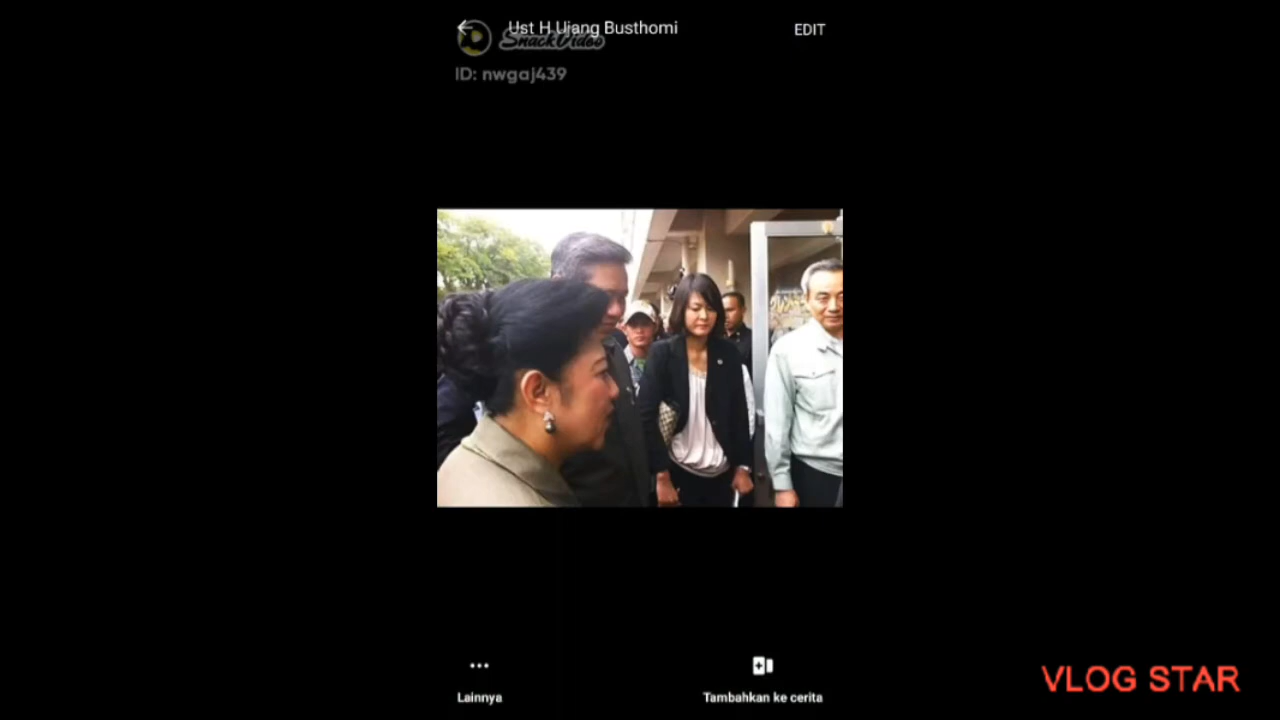 Ust H Ujang Busthomi
EDIT
SnackVideo
ID: nwgaj439
Lainnya
Tambahkan ke cerita
VLOG STAR